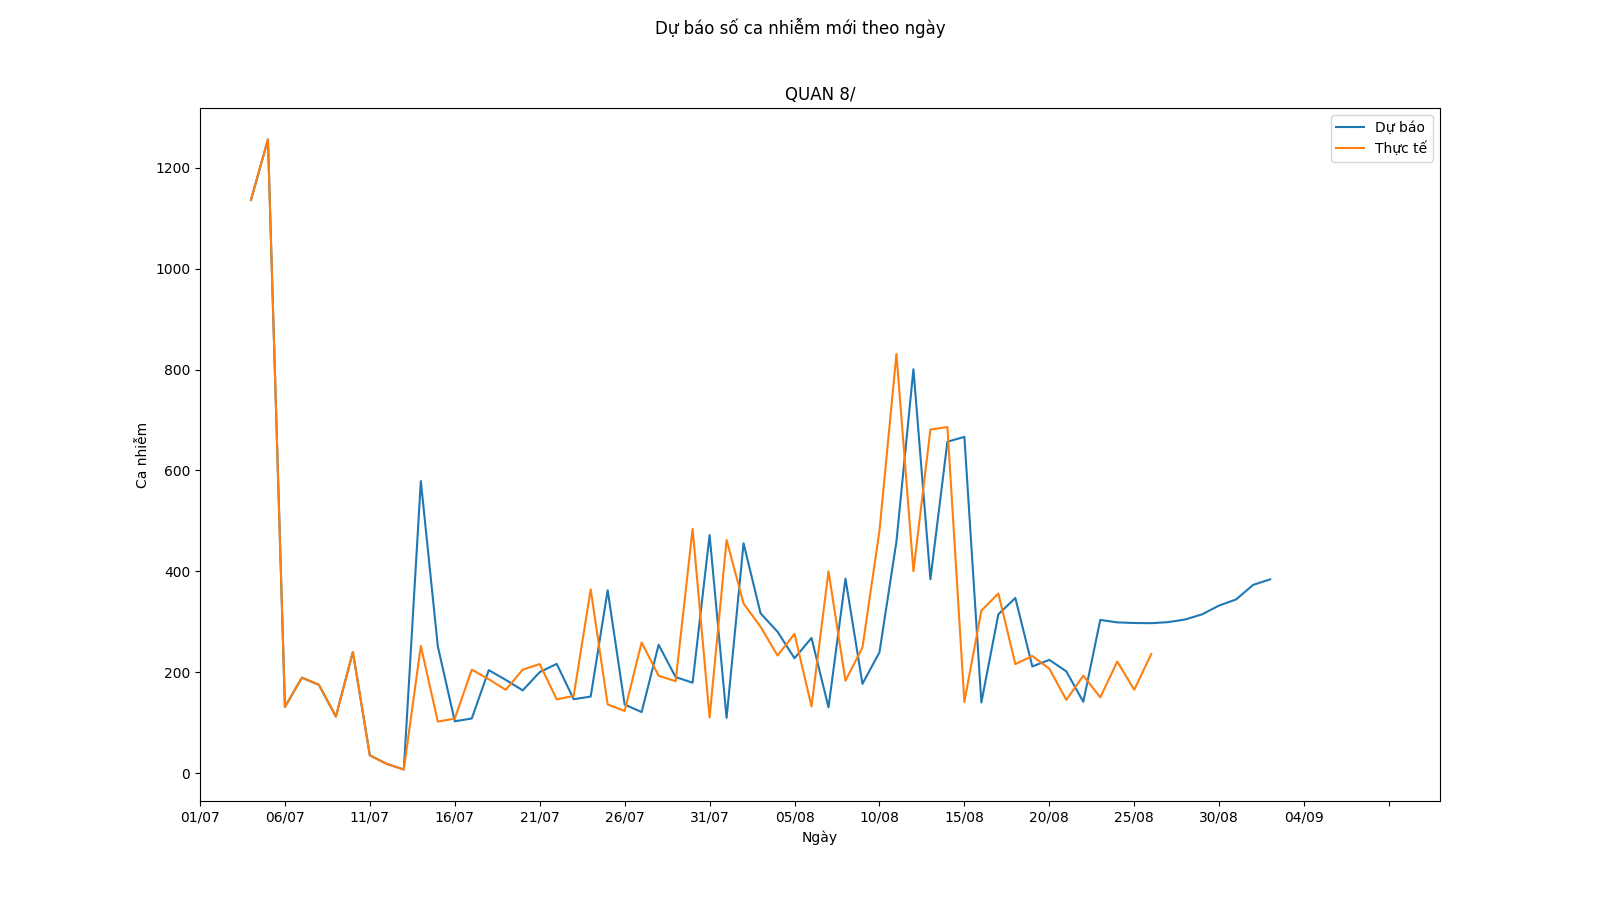 Dự báo số ca nhiễm mới theo ngày
QUAN 8/
Dự báo
Thực tế
1200
1000
800
600
400
200
0
Ca nhiễm
01/07 06/07 11/07 16/07 21/07 26/07 31/07 05/08 10/08 15/08 20/08 25/08 30/08 04/09
Ngày